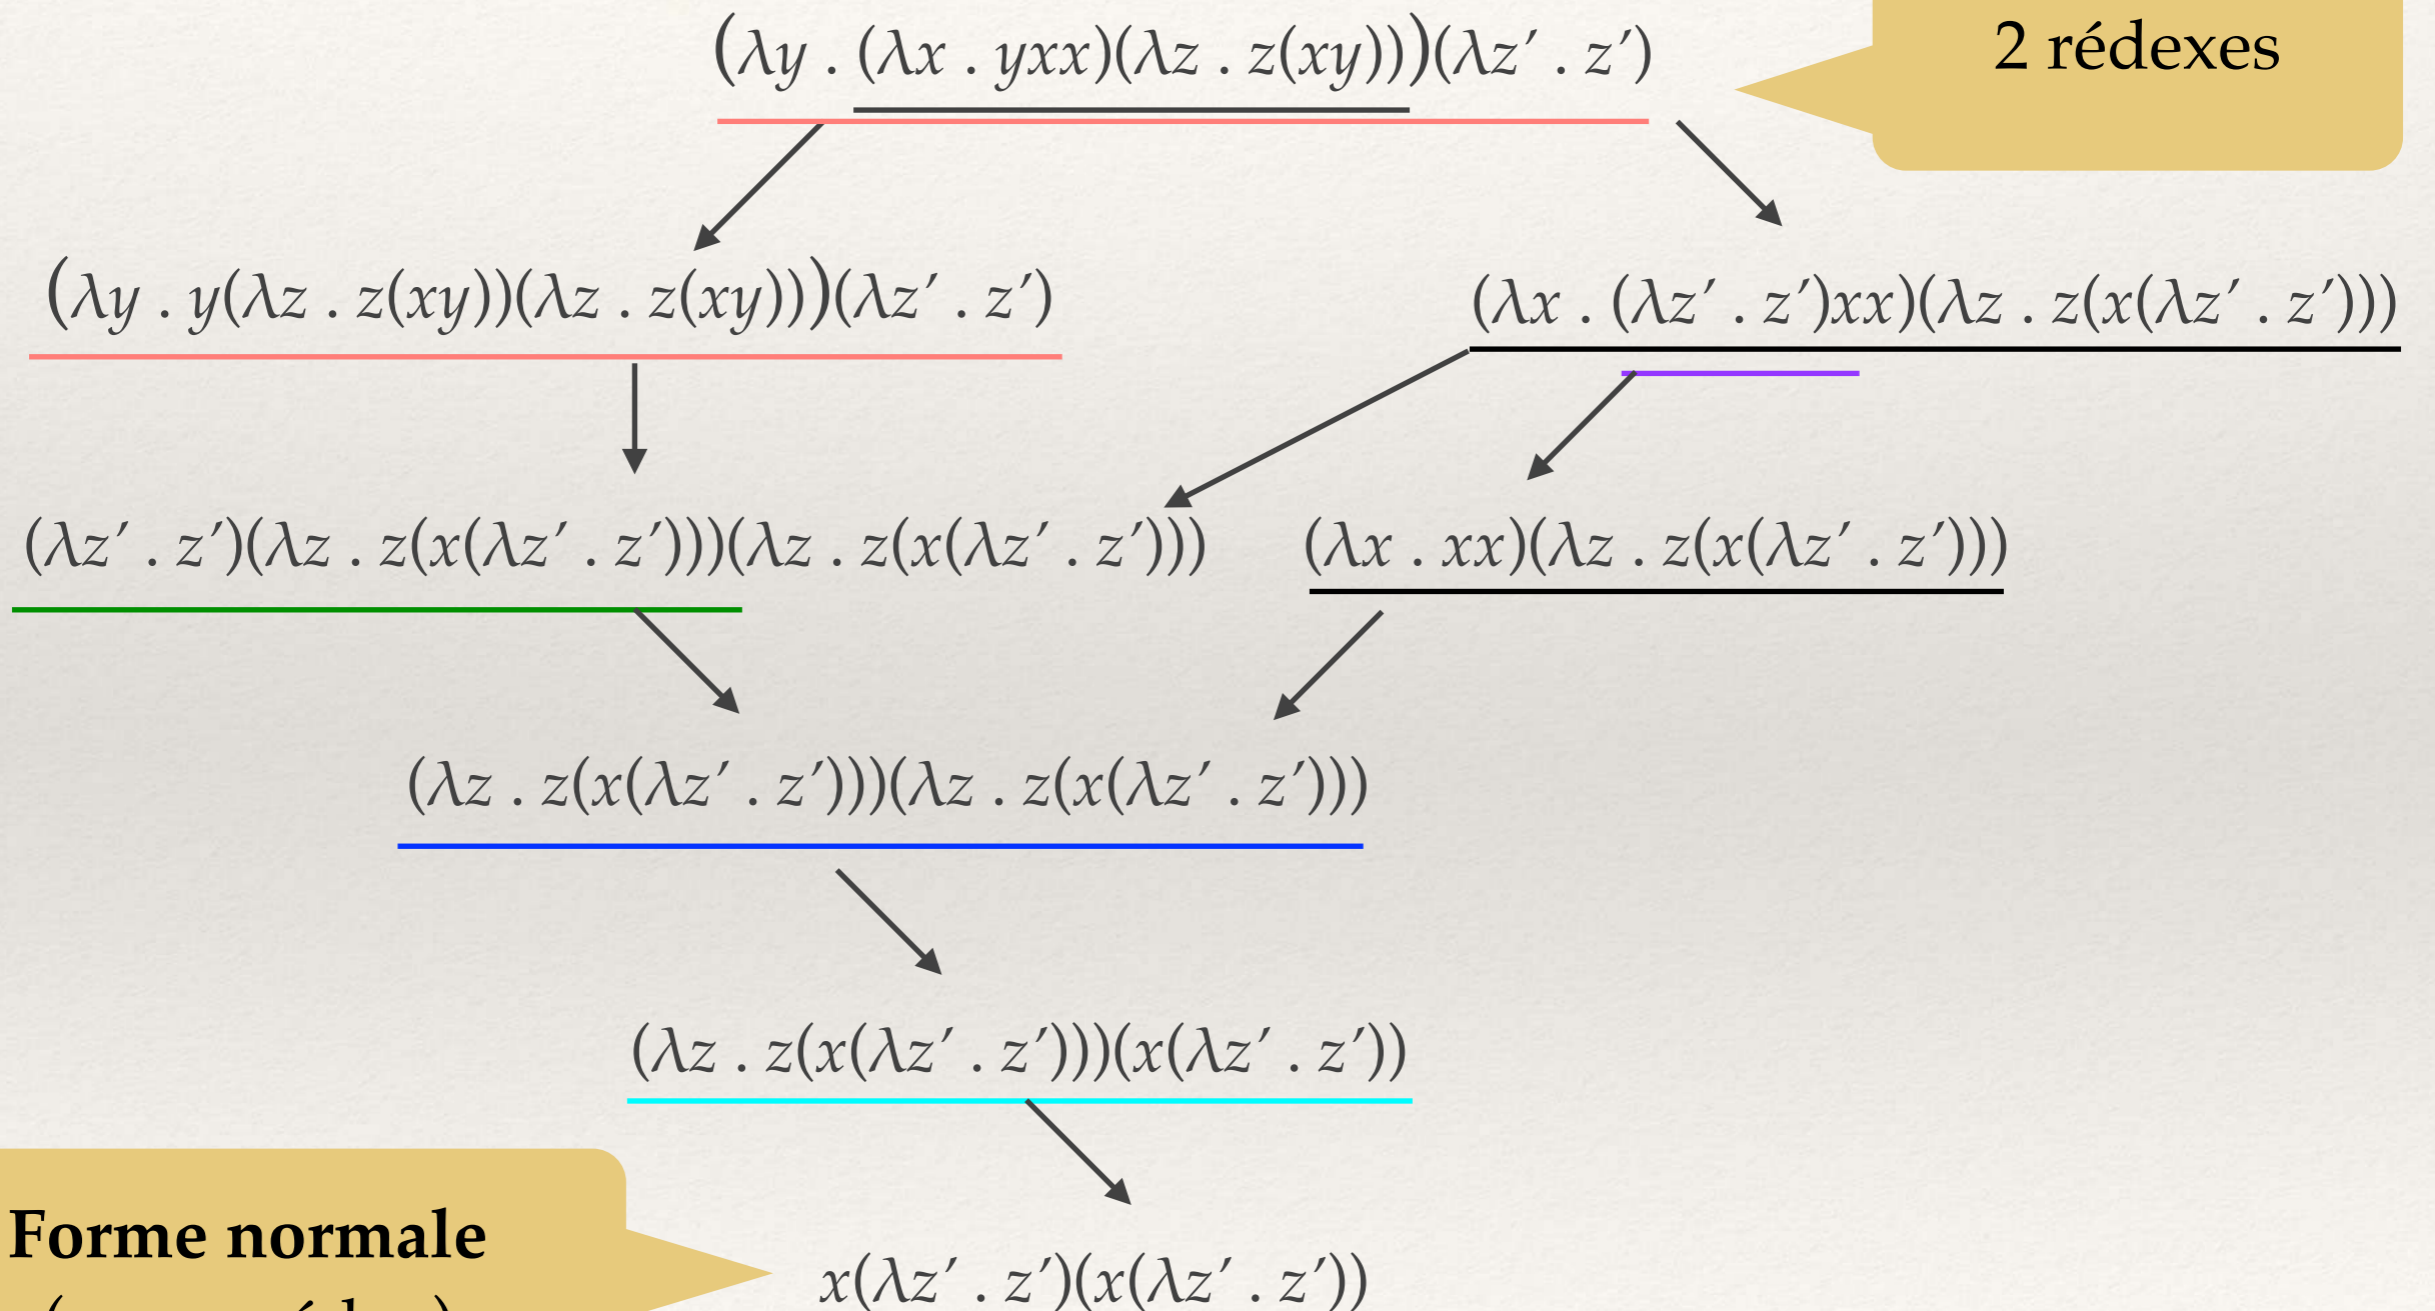 (λy . (λx . yxx)(λz . z(xy)))(λz′ . z′)
2 rédexes
(λy . y(λz . z(xy))(λz . z(xy)))(λz′ . z′)
(λx . (λz′ . z′)xx)(λz . z(x(λz′ . z′)))
(λz′ . z′)(λz . z(x(λz′ . z′)))(λz . z(x(λz′ . z′)))
(λx . xx)(λz . z(x(λz′ . z′)))
(λz . z(x(λz′ . z′)))(λz . z(x(λz′ . z′)))
(λz . z(x(λz′ . z′)))(x(λz′ . z′))
Forme normale
x(λz′ . z′)(x(λz′ . z′))